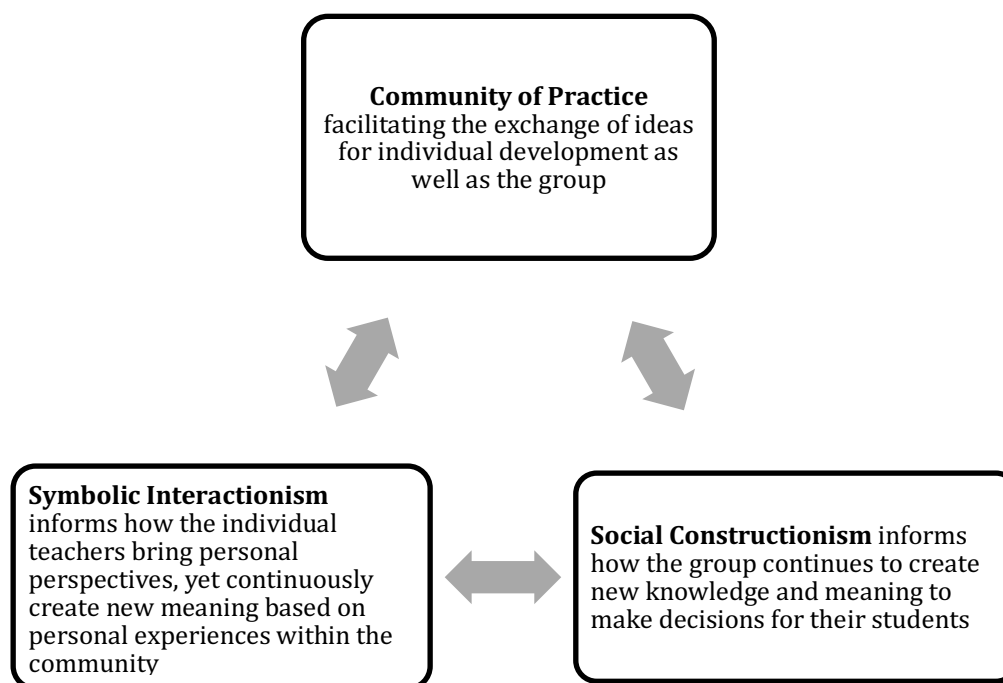 Community of Practice
facilitating the exchange of ideas
for individual development as
well as the group
Symbolic Interactionism
informs how the individual
teachers bring personal
perspectives, yet continuously
create new meaning based on
personal experiences within the
community
Social Constructionism informs
how the group continues to create
new knowledge and meaning to
make decisions for their students